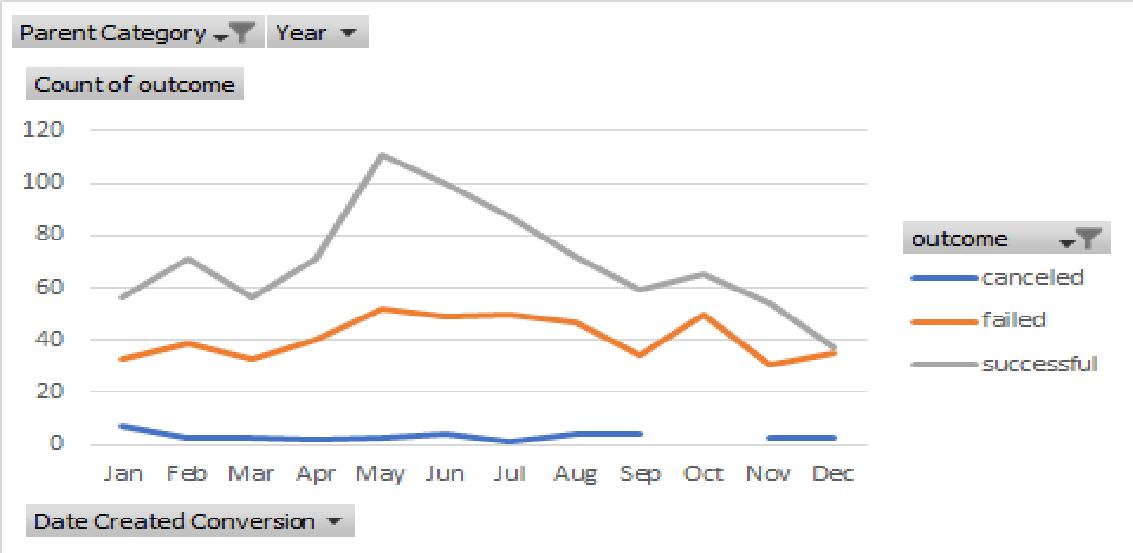 Parent Category Year
Count of outcome
120
100
80
60
40
20
0
Jan Feb Mar Apr May Jun Jul Aug Sep Oct Nov Dec
outcome
canceled
failed
successful
Date Created Conversion